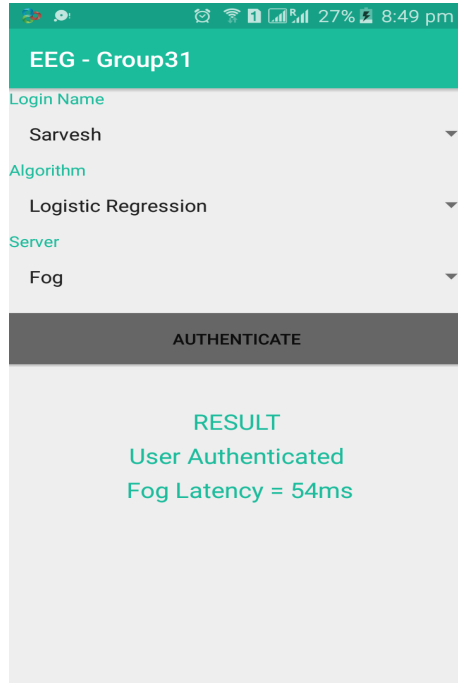 1 R 27% 8:49 pm
EEG - Group31
Login Name
Sarvesh
Algorithm
Logistic Regression
Server
Fog
AUTHENTICATE
RESULT
User Authenticated
Fog Latency = 54ms